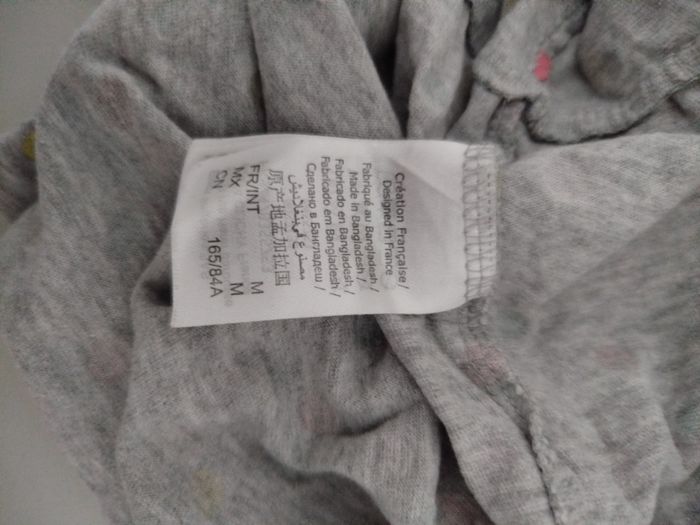 Création Française /
Designed in France
Fabriqué au Bangladesh /
Made in Bangladesh /
Fabricado en Bangladesh /
Fabricado em Bangladesh /
Сделано в Бангладеш /
مصنوع في بنغلاديش
原产地孟加拉国
FR/INT M
MX M
CN 165/84A